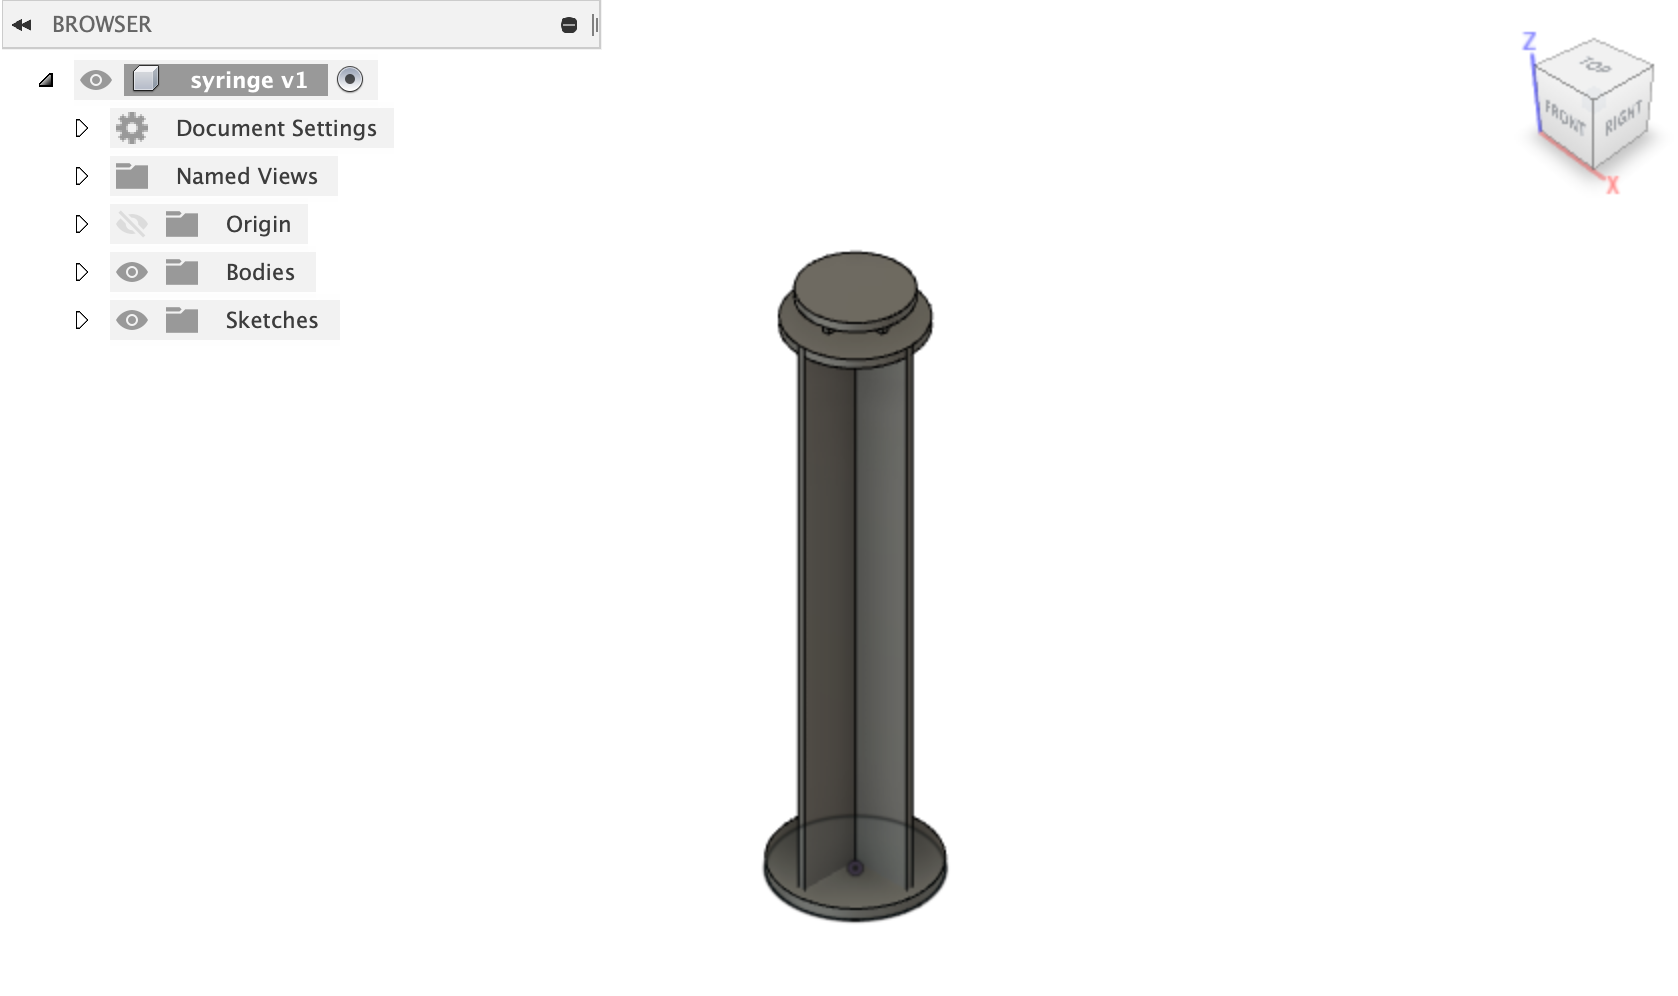 BROWSER
syringe v1
Document Settings
Named Views
Origin
Bodies
Sketches
Z
TOP
FRONT
RIGHT
X